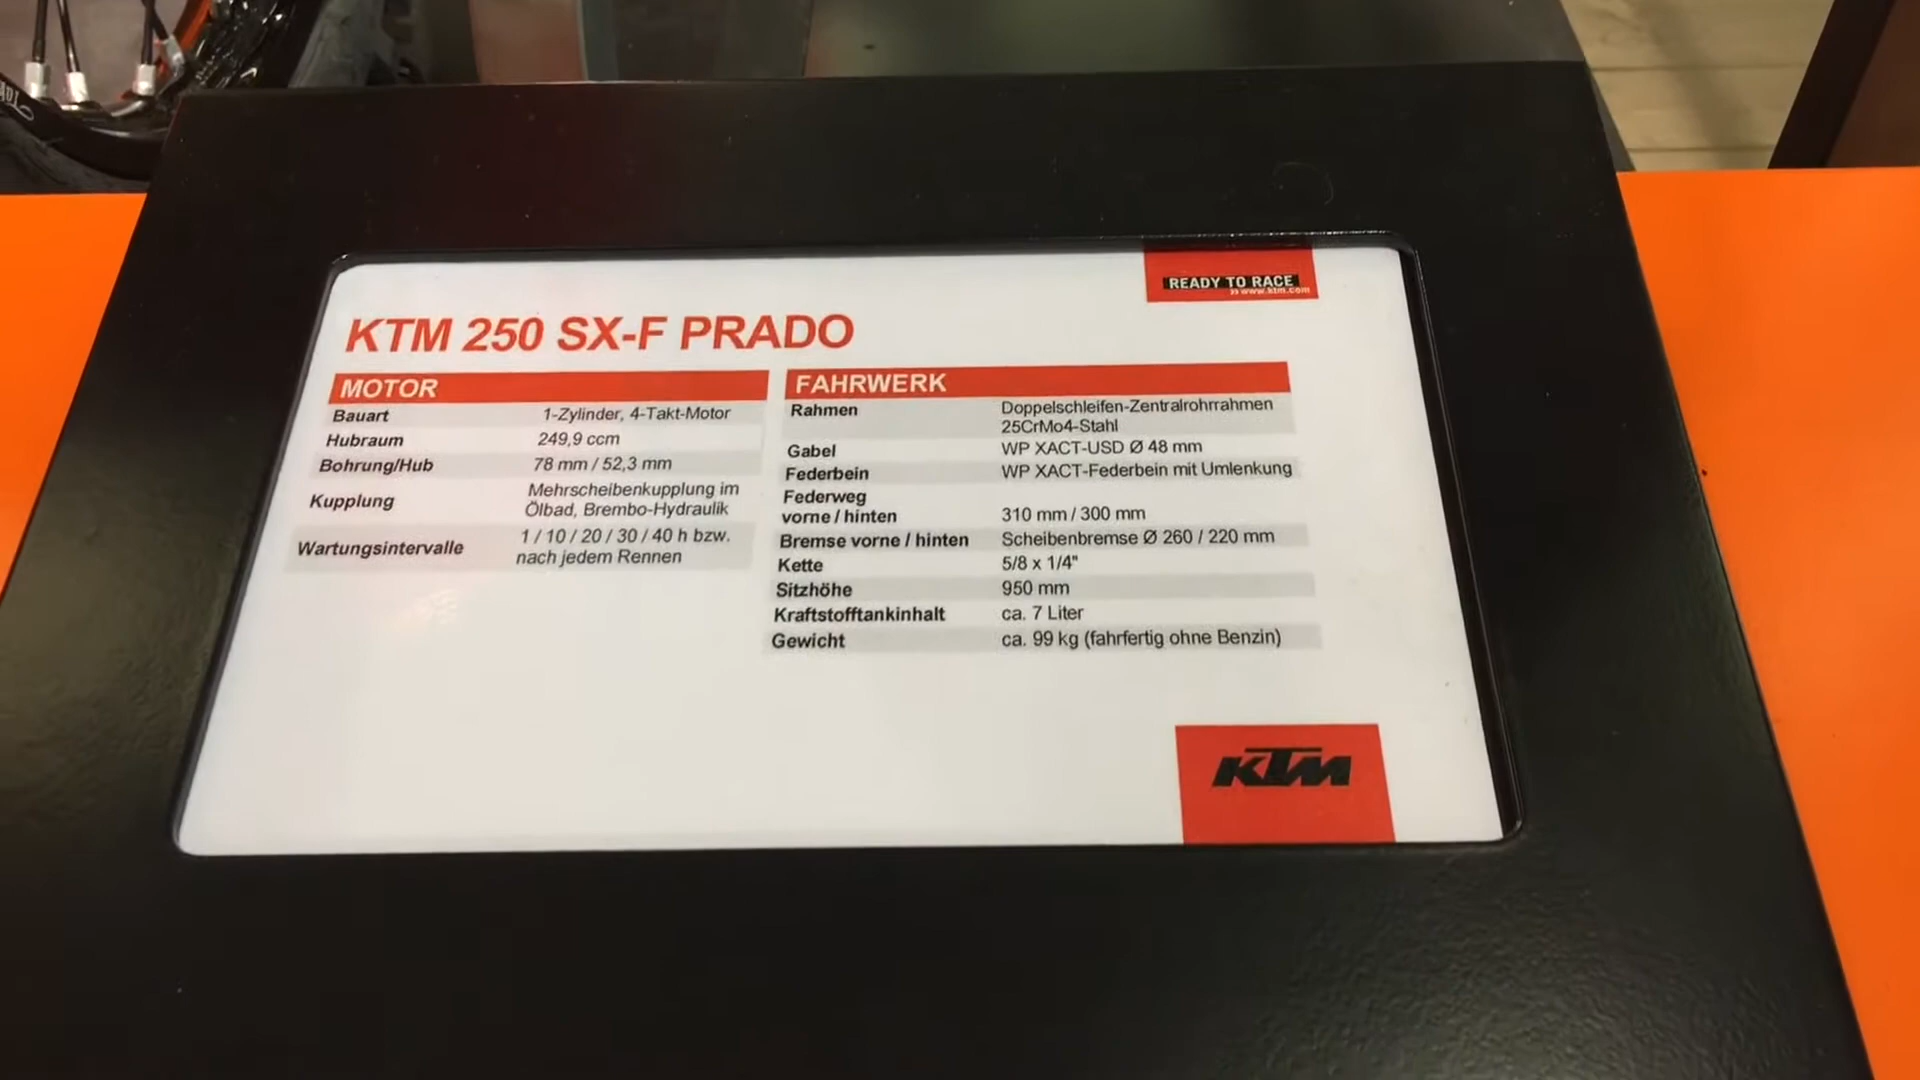 READY TO RACE
>> www.ktm.com
KTM 250 SX-F PRADO
MOTOR
Bauart 1-Zylinder, 4-Takt-Motor
Hubraum 249,9 ccm
Bohrung/Hub 78 mm / 52,3 mm
Kupplung Mehrscheibenkupplung im
Ölbad, Brembo-Hydraulik
Wartungsintervalle 1 / 10 / 20 / 30 / 40 h bzw.
nach jedem Rennen
FAHRWERK
Rahmen Doppelschleifen-Zentralrohrrahmen
25CrMo4-Stahl
Gabel WP XACT-USD Ø 48 mm
Federbein WP XACT-Federbein mit Umlenkung
Federweg
vorne / hinten 310 mm / 300 mm
Bremse vorne / hinten Scheibenbremse Ø 260 / 220 mm
Kette 5/8 x 1/4"
Sitzhöhe 950 mm
Kraftstofftankinhalt ca. 7 Liter
Gewicht ca. 99 kg (fahrfertig ohne Benzin)
KTM